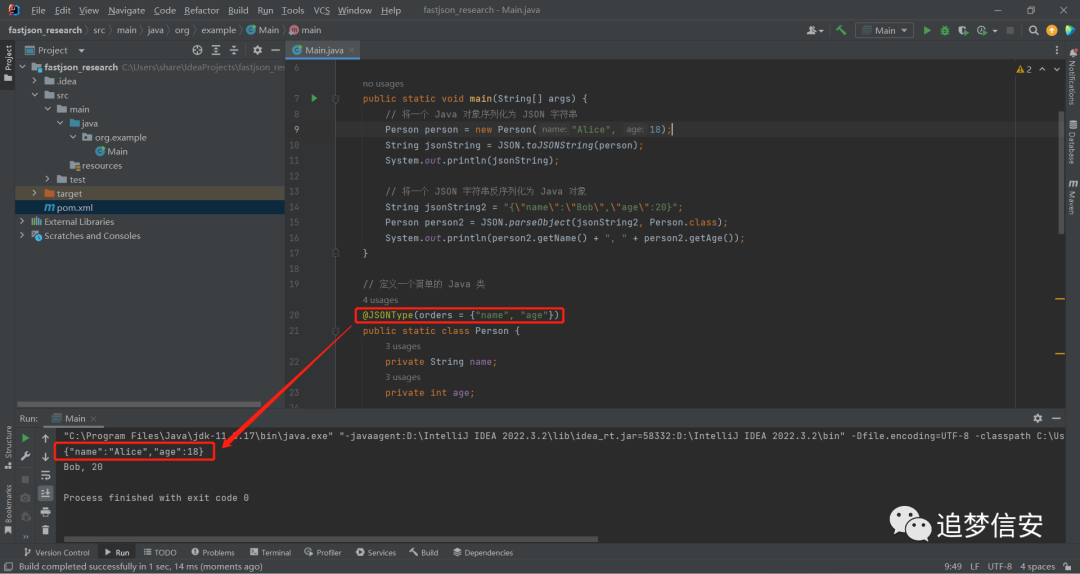 File Edit View Navigate Code Refactor Build Run Tools VCS Window Help fastjson_research - Main.java
fastjson_research src main java org example Main main
Main
Project
Main.java
fastjson_research C:\Users\share\IdeaProjects\fastjson_res
.idea
src
main
java
org.example
Main
resources
test
target
pom.xml
External Libraries
Scratches and Consoles
2
6
no usages
7 public static void main(String[] args) {
8 // 将一个 Java 对象序列化为 JSON 字符串
9 Person person = new Person( name: "Alice", age: 18);
10 String jsonString = JSON.toJSONString(person);
11 System.out.println(jsonString);
12
13 // 将一个 JSON 字符串反序列化为 Java 对象
14 String jsonString2 = "{\"name\":\"Bob\",\"age\":20}";
15 Person person2 = JSON.parseObject(jsonString2, Person.class);
16 System.out.println(person2.getName() + ", " + person2.getAge());
17 }
18
19 // 定义一个简单的 Java 类
4 usages
20 @JSONType(orders = {"name", "age"})
21 public static class Person {
3 usages
22 private String name;
3 usages
23 private int age;
24
Project
Structure
Bookmarks
Notifications
Database
Maven
Run: Main
"C:\Program Files\Java\jdk-11 .17\bin\java.exe" "-javaagent:D:\IntelliJ IDEA 2022.3.2\lib\idea_rt.jar=58332:D:\IntelliJ IDEA 2022.3.2\bin" -Dfile.encoding=UTF-8 -classpath C:\Us
{"name":"Alice","age":18}
Bob, 20
Process finished with exit code 0
追梦信安
Version Control Run TODO Problems Terminal Profiler Services Build Dependencies
Build completed successfully in 1 sec, 14 ms (moments ago) 9:49 LF UTF-8 4 spaces